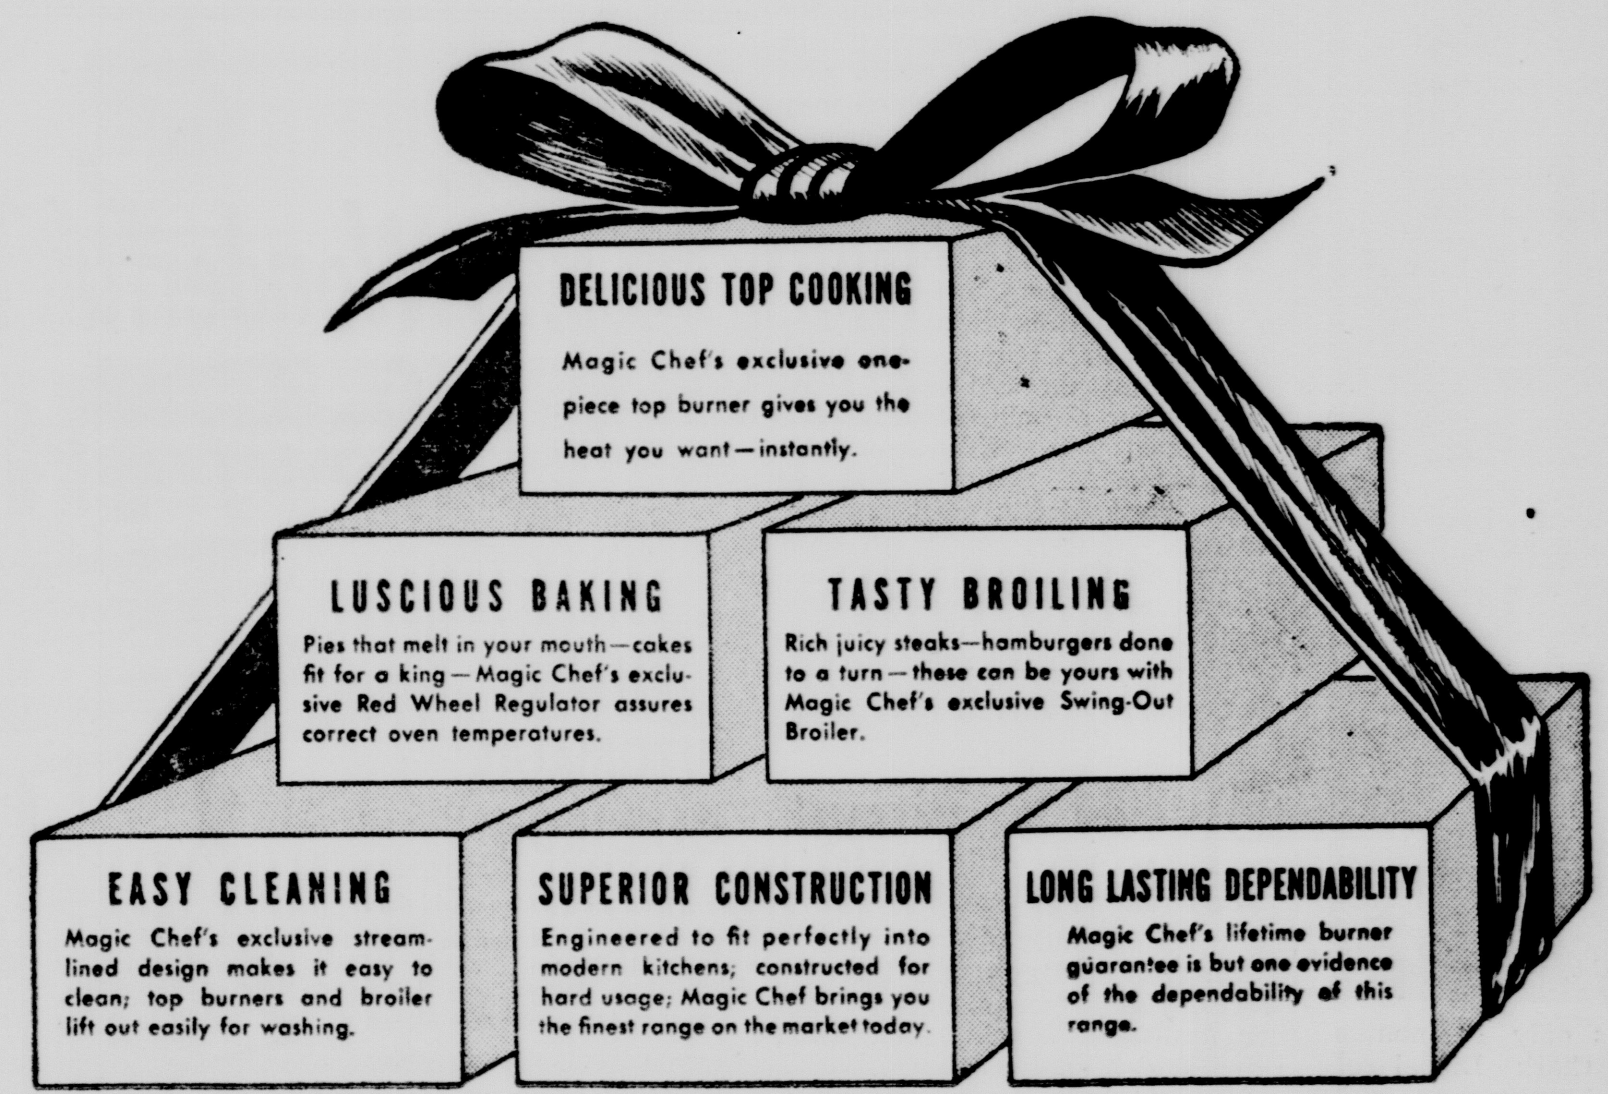 DELICIOUS TOP COOKING
Magic Chef's exclusive one-
piece top burner gives you the
heat you want—instantly.
LUSCIOUS BAKING
Pies that melt in your mouth—cakes
fit for a king—Magic Chef's exclu-
sive Red Wheel Regulator assures
correct oven temperatures.
TASTY BROILING
Rich juicy steaks—hamburgers done
to a turn—these can be yours with
Magic Chef's exclusive Swing-Out
Broiler.
EASY CLEANING
Magic Chef's exclusive stream-
lined design makes it easy to
clean; top burners and broiler
lift out easily for washing.
SUPERIOR CONSTRUCTION
Engineered to fit perfectly into
modern kitchens; constructed for
hard usage; Magic Chef brings you
the finest range on the market today.
LONG LASTING DEPENDABILITY
Magic Chef's lifetime burner
guarantee is but one evidence
of the dependability of this
range.